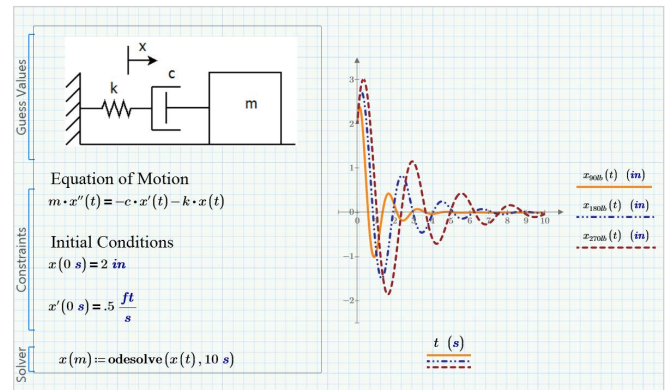 Guess Values
x
k
c
m
Equation of Motion
m·x″(t)=−c·x′(t)−k·x(t)
Constraints
Initial Conditions
x(0 s)=2 in
x′(0 s)=.5 ft/s
Solver
x(m):=odesolve(x(t),10 s)
3
2
1
0
−1
−2
0 1 2 3 4 5 6 7 8 9 10
x90lb(t) (in)
x180lb(t) (in)
x270lb(t) (in)
t (s)